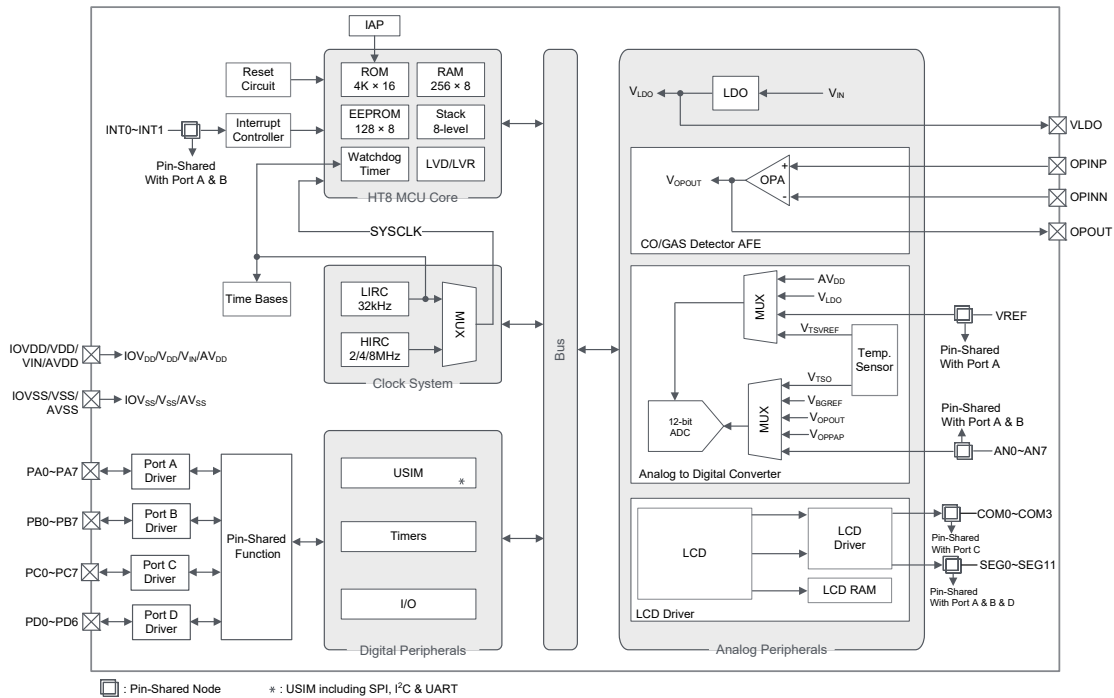 IAP
Reset
Circuit
ROM
4K × 16
RAM
256 × 8
EEPROM
128 × 8
Stack
8-level
Watchdog
Timer
LVD/LVR
HT8 MCU Core
INT0~INT1
Interrupt
Controller
Pin-Shared
With Port A & B
SYSCLK
Time Bases
LIRC
32kHz
HIRC
2/4/8MHz
MUX
Clock System
IOVDD/VDD/
VIN/AVDD
IOVDD/VDD/VIN/AVDD
IOVSS/VSS/
AVSS
IOVSS/VSS/AVSS
PA0~PA7
Port A
Driver
PB0~PB7
Port B
Driver
PC0~PC7
Port C
Driver
PD0~PD6
Port D
Driver
Pin-Shared
Function
USIM
*
Timers
I/O
Digital Peripherals
Bus
VLDO
LDO
VIN
VLDO
VOPOUT
OPA
+
-
OPINP
OPINN
OPOUT
CO/GAS Detector AFE
MUX
AVDD
VLDO
VREF
Pin-Shared
With Port A
VTSVREF
Temp.
Sensor
VTSO
VBGREF
VOPOUT
VOPPAP
MUX
12-bit
ADC
Pin-Shared
With Port A & B
AN0~AN7
Analog to Digital Converter
LCD
LCD
Driver
LCD RAM
LCD Driver
COM0~COM3
Pin-Shared
With Port C
SEG0~SEG11
Pin-Shared
With Port A & B & D
Analog Peripherals
: Pin-Shared Node
* : USIM including SPI, I²C & UART